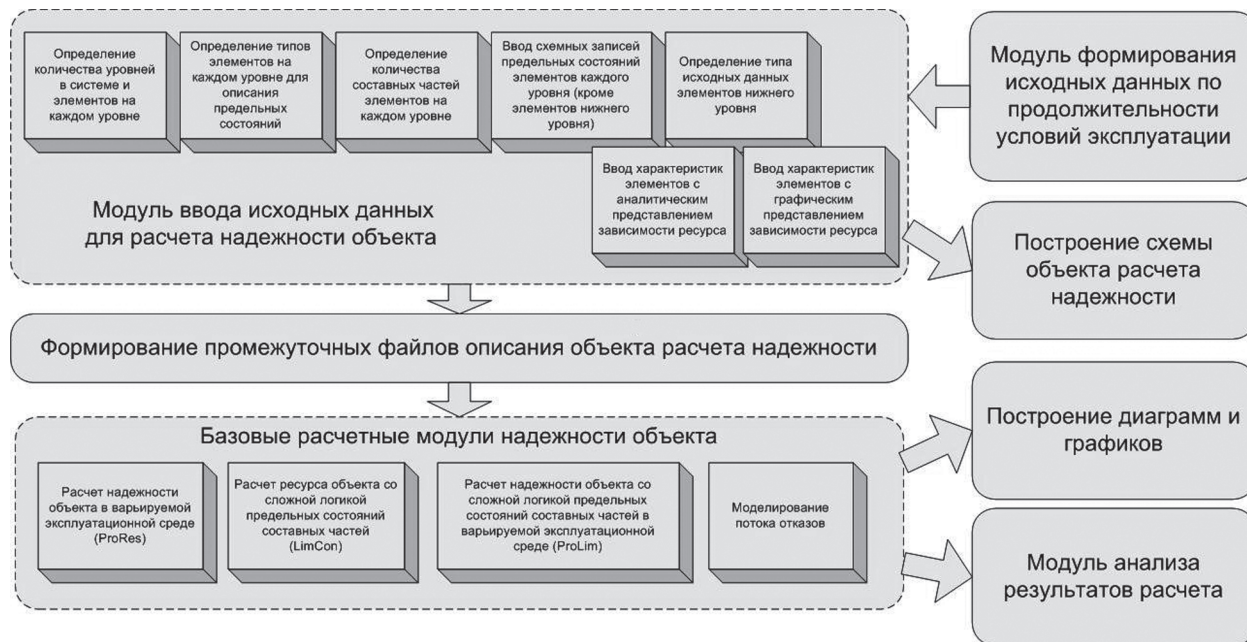 Определение
количества уровней
в системе и
элементов на
каждом уровне
Определение типов
элементов на
каждом уровне для
описания
предельных
состояний
Определение
количества
составных частей
элементов на
каждом уровне
Ввод схемных записей
предельных состояний
элементов каждого
уровня (кроме
элементов нижнего
уровня)
Определение типа
исходных данных
элементов нижнего
уровня
Ввод характеристик
элементов с
аналитическим
представлением
зависимости ресурса
Ввод характеристик
элементов с
графическим
представлением
зависимости ресурса
Модуль ввода исходных данных
для расчета надежности объекта
Модуль формирования
исходных данных по
продолжительности
условий эксплуатации
Построение схемы
объекта расчета
надежности
Формирование промежуточных файлов описания объекта расчета надежности
Базовые расчетные модули надежности объекта
Расчет надежности
объекта в варьируемой
эксплуатационной
среде (ProRes)
Расчет ресурса объекта со
сложной логикой
предельных состояний
составных частей
(LimCon)
Расчет надежности объекта со
сложной логикой предельных
состояний составных частей в
варьируемой эксплуатационной
среде (ProLim)
Моделирование
потока отказов
Построение диаграмм и
графиков
Модуль анализа
результатов расчета